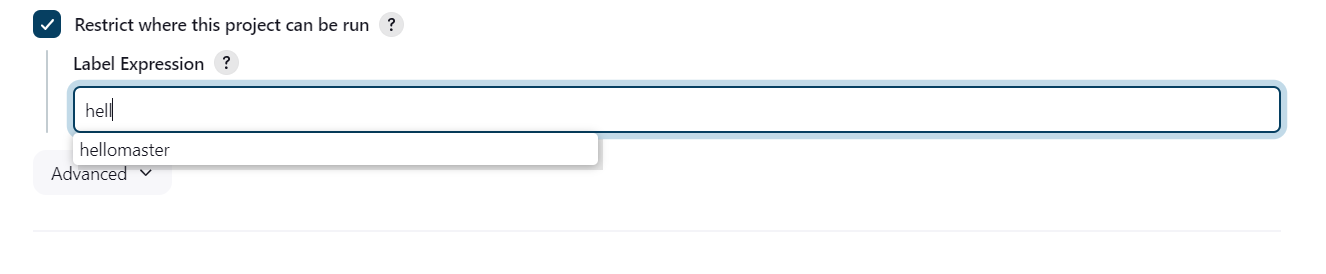 Restrict where this project can be run ?
Label Expression ?
hell
hellomaster
Advanced